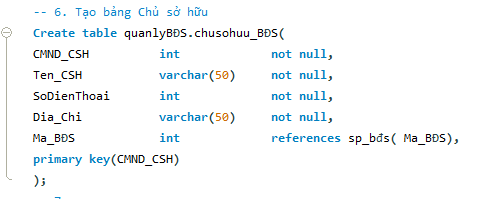 -- 6. Tạo bảng Chủ sở hữu
Create table quanlyBĐS.chusohuu_BĐS(
CMND_CSH int not null,
Ten_CSH varchar(50) not null,
SoDienThoai int not null,
Dia_Chi varchar(50) not null,
Ma_BĐS int references sp_bđs( Ma_BĐS),
primary key(CMND_CSH)
);